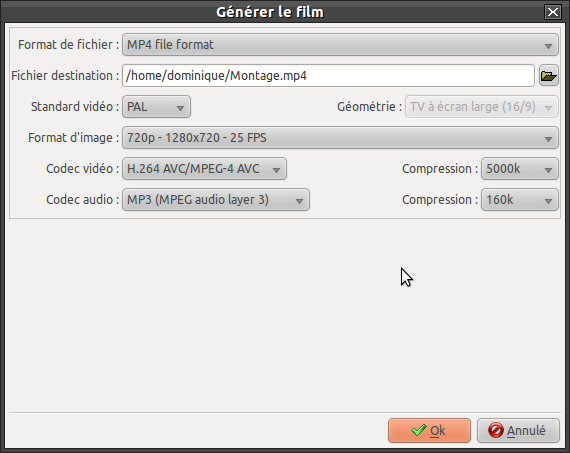 Générer le film
Format de fichier : MP4 file format
Fichier destination : /home/dominique/Montage.mp4
Standard vidéo : PAL Géométrie : TV à écran large (16/9)
Format d'image : 720p - 1280x720 - 25 FPS
Codec vidéo : H.264 AVC/MPEG-4 AVC Compression : 5000k
Codec audio : MP3 (MPEG audio layer 3) Compression : 160k
Ok Annulé